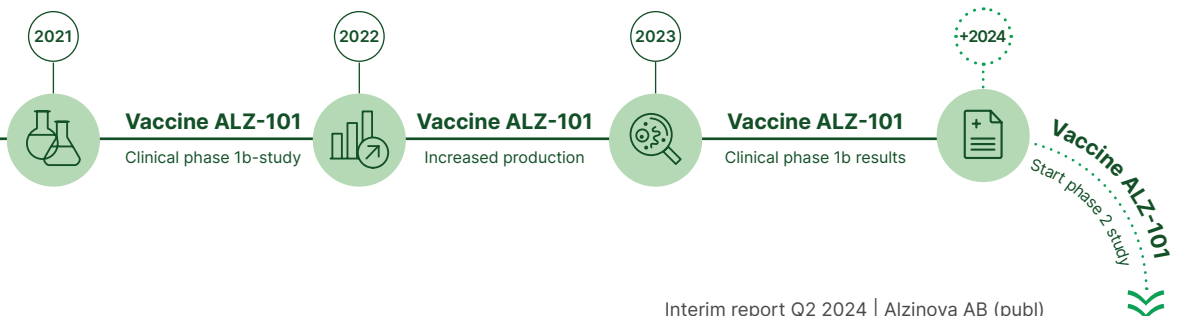 2021
2022
2023
+2024
Vaccine ALZ-101
Clinical phase 1b-study
Vaccine ALZ-101
Increased production
Vaccine ALZ-101
Clinical phase 1b results
Vaccine ALZ-101
Start phase 2 study
Interim report Q2 2024 | Alzinova AB (publ)